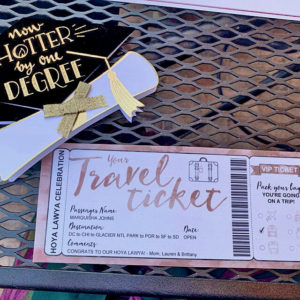 now
HOTTER
by one
DEGREE
HOYA LAWYA CELEBRATION
Your
Travel
ticket
Passenger Name:
MARQUISHA JOHNS
Destination:
DC to CHI to GLACIER NTL PARK to POR to SF to SD
Date
OPEN
Comments:
CONGRATS TO OUR HOYA LAWYA! - Mom, Lauren & Brittany
VIP TICKET
Pack your bag
YOU'RE GOING
ON A TRIP!